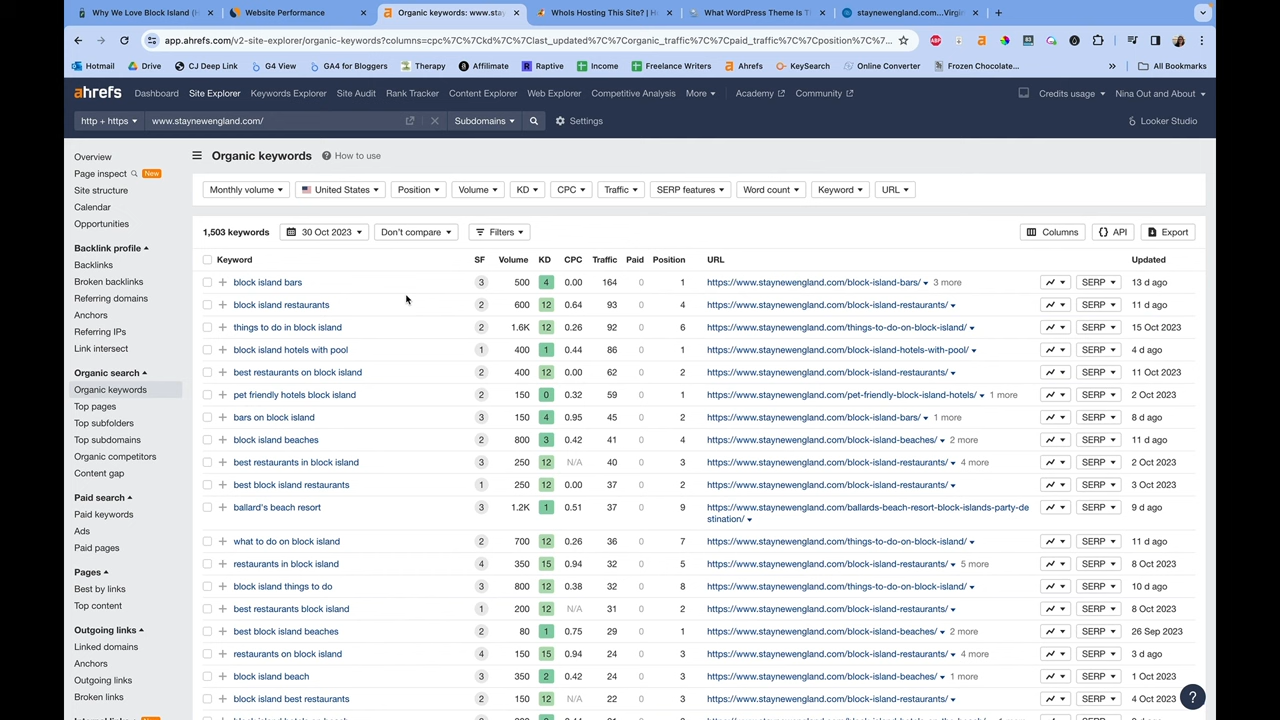 Why We Love Block Island (
Website Performance
Organic keywords: www.stay
WhoIs Hosting This Site? | H
What WordPress Theme Is T
staynewengland.com...Virgin
app.ahrefs.com/v2-site-explorer/organic-keywords?columns=cpc%7C%7Ckd%7C%7Clast_updated%7C%7Corganic_traffic%7C%7Cpaid_traffic%7C%7Cposition%7C%7...
Hotmail Drive CJ Deep Link G4 View GA4 for Bloggers Therapy Affiliate Raptive Income Freelance Writers Ahrefs KeySearch Online Converter Frozen Chocolate... » All Bookmarks
ahrefs Dashboard Site Explorer Keywords Explorer Site Audit Rank Tracker Content Explorer Web Explorer Competitive Analysis More Academy Community Credits usage Nina Out and About
http + https www.staynewengland.com/ Subdomains Settings Looker Studio
Overview
Page inspect New
Site structure
Calendar
Opportunities
Backlink profile
Backlinks
Broken backlinks
Referring domains
Anchors
Referring IPs
Link intersect
Organic search
Organic keywords
Top pages
Top subfolders
Top subdomains
Organic competitors
Content gap
Paid search
Paid keywords
Ads
Paid pages
Pages
Best by links
Top content
Outgoing links
Linked domains
Anchors
Outgoing links
Broken links
Organic keywords How to use
Monthly volume United States Position Volume KD CPC Traffic SERP features Word count Keyword URL
1,503 keywords 30 Oct 2023 Don't compare Filters Columns API Export
Keyword SF Volume KD CPC Traffic Paid Position URL Updated
block island bars 3 500 4 0.00 164 0 1 https://www.staynewengland.com/block-island-bars/ 3 more SERP 13 d ago
block island restaurants 2 600 12 0.64 93 0 4 https://www.staynewengland.com/block-island-restaurants/ SERP 11 d ago
things to do in block island 2 1.6K 12 0.26 92 0 6 https://www.staynewengland.com/things-to-do-on-block-island/ SERP 15 Oct 2023
block island hotels with pool 1 400 1 0.44 86 0 1 https://www.staynewengland.com/block-island-hotels-with-pool/ SERP 4 d ago
best restaurants on block island 2 400 12 0.00 62 0 2 https://www.staynewengland.com/block-island-restaurants/ SERP 11 Oct 2023
pet friendly hotels block island 2 150 0 0.32 59 0 1 https://www.staynewengland.com/pet-friendly-block-island-hotels/ 1 more SERP 2 Oct 2023
bars on block island 3 150 4 0.95 45 0 2 https://www.staynewengland.com/block-island-bars/ 1 more SERP 8 d ago
block island beaches 2 800 3 0.42 41 0 4 https://www.staynewengland.com/block-island-beaches/ 2 more SERP 11 d ago
best restaurants in block island 3 250 12 N/A 40 0 3 https://www.staynewengland.com/block-island-restaurants/ 4 more SERP 2 Oct 2023
best block island restaurants 1 250 12 0.00 37 0 2 https://www.staynewengland.com/block-island-restaurants/ SERP 3 Oct 2023
ballard's beach resort 3 1.2K 1 0.51 37 0 9 https://www.staynewengland.com/ballards-beach-resort-block-islands-party-de SERP 9 d ago
stination/
what to do on block island 2 700 12 0.26 36 0 7 https://www.staynewengland.com/things-to-do-on-block-island/ SERP 11 d ago
restaurants in block island 4 350 15 0.94 32 0 5 https://www.staynewengland.com/block-island-restaurants/ 5 more SERP 8 Oct 2023
block island things to do 3 800 12 0.38 32 0 8 https://www.staynewengland.com/things-to-do-on-block-island/ SERP 10 d ago
best restaurants block island 1 200 12 N/A 31 0 2 https://www.staynewengland.com/block-island-restaurants/ SERP 8 Oct 2023
best block island beaches 2 80 1 0.75 29 0 1 https://www.staynewengland.com/block-island-beaches/ 2 more SERP 26 Sep 2023
restaurants on block island 4 150 15 0.94 24 0 3 https://www.staynewengland.com/block-island-restaurants/ 4 more SERP 3 d ago
block island beach 3 350 2 0.42 24 0 3 https://www.staynewengland.com/block-island-beaches/ 1 more SERP 1 Oct 2023
block island best restaurants 2 150 12 N/A 22 0 3 https://www.staynewengland.com/block-island-restaurants/ SERP 4 Oct 2023
?